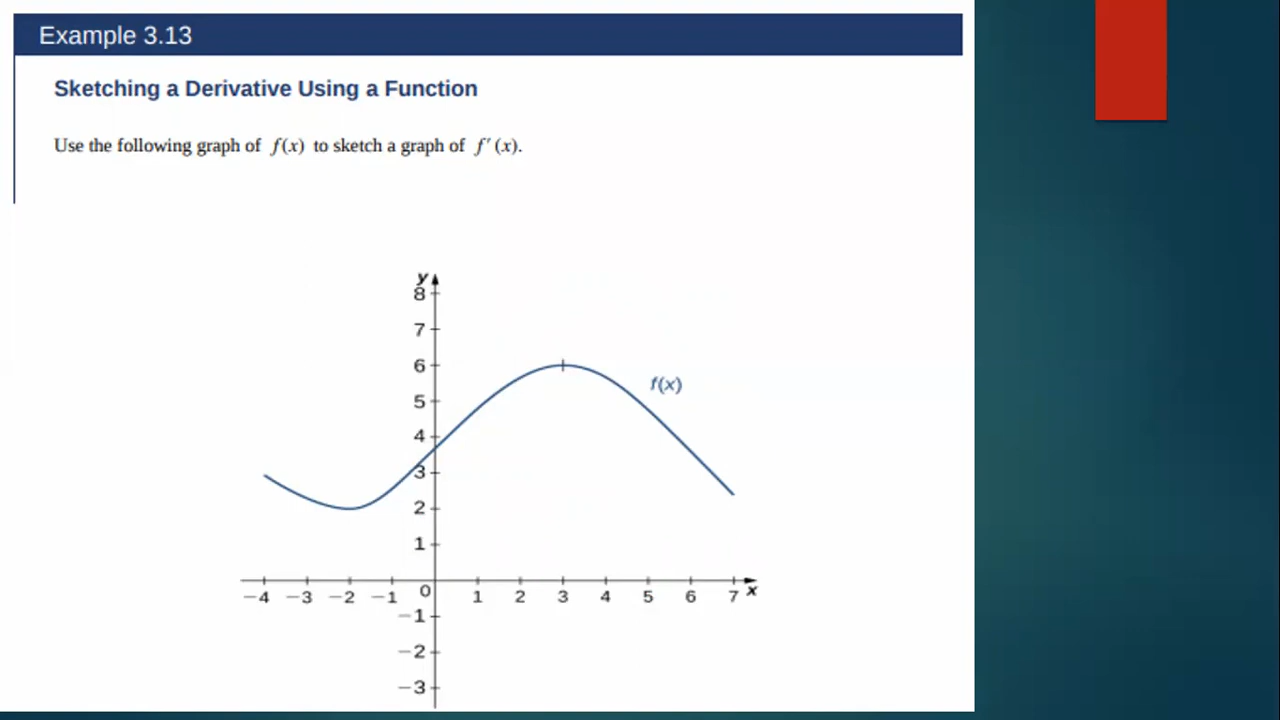 Example 3.13
Sketching a Derivative Using a Function
Use the following graph of f(x) to sketch a graph of f′(x).
y
8
7
6
f(x)
5
4
3
2
1
−4 −3 −2 −1 0 1 2 3 4 5 6 7 x
−1
−2
−3